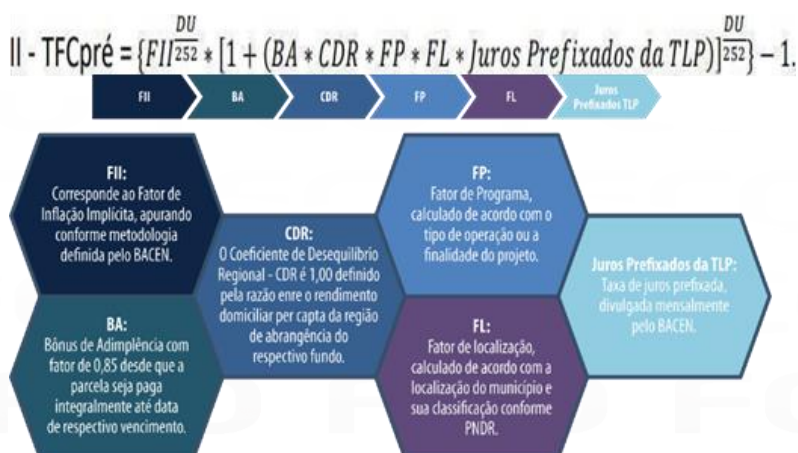 II - TFCpré = {FII^{DU/252} * [1 + (BA * CDR * FP * FL * Juros Prefixados da TLP)]^{DU/252}} − 1.
FII
BA
CDR
FP
FL
Juros
Prefixados TLP
FII:
Corresponde ao Fator de
Inflação Implícita, apurando
conforme metodologia
definida pelo BACEN.
BA:
Bônus de Adimplência com
fator de 0,85 desde que a
parcela seja paga
integralmente até data
de respectivo vencimento.
CDR:
O Coeficiente de Desequilíbrio
Regional - CDR é 1,00 definido
pela razão enre o rendimento
domiciliar per capta da região
de abrangência do
respectivo fundo.
FP:
Fator de Programa,
calculado de acordo com o
tipo de operação ou a
finalidade do projeto.
FL:
Fator de localização,
calculado de acordo com a
localização do município e
sua classificação conforme
PNDR.
Juros Prefixados da TLP:
Taxa de juros prefixada,
divulgada mensalmente
pelo BACEN.